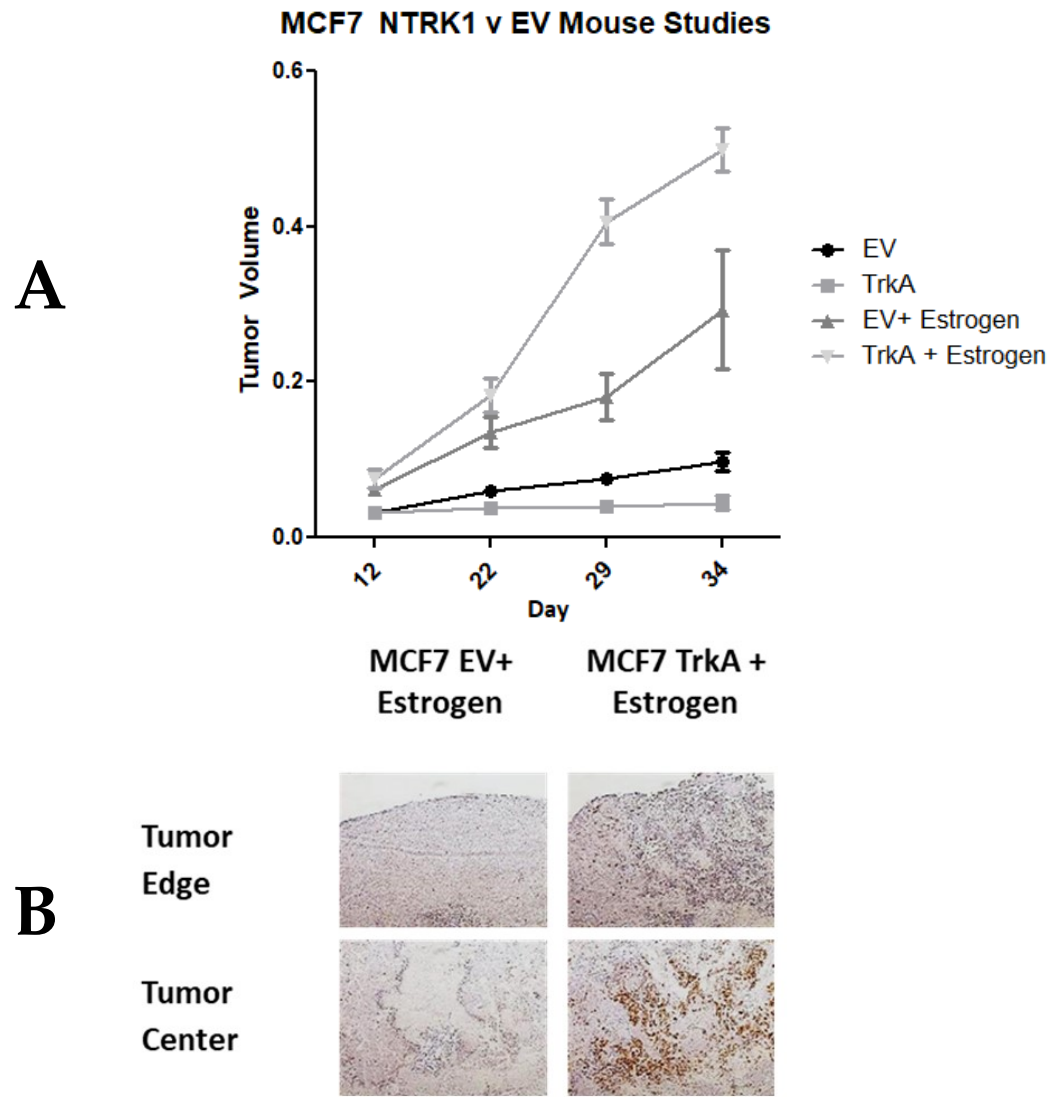 MCF7 NTRK1 v EV Mouse Studies
A
Tumor Volume
0.6
0.4
0.2
0.0
12
22
29
34
Day
EV
TrkA
EV+ Estrogen
TrkA + Estrogen
B
MCF7 EV+
Estrogen
MCF7 TrkA +
Estrogen
Tumor
Edge
Tumor
Center